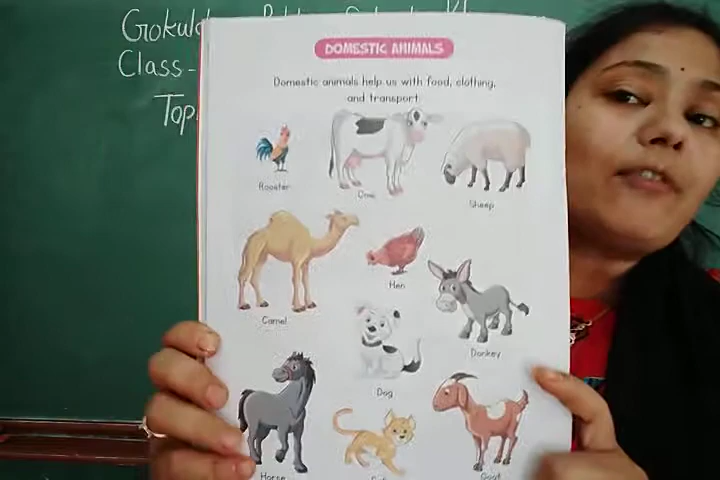 Gokul
Class-
DOMESTIC ANIMALS
Domestic animals help us with food, clothing,
and transport.
Rooster
Cow
Sheep
Camel
Hen
Donkey
Dog
Horse
Goat